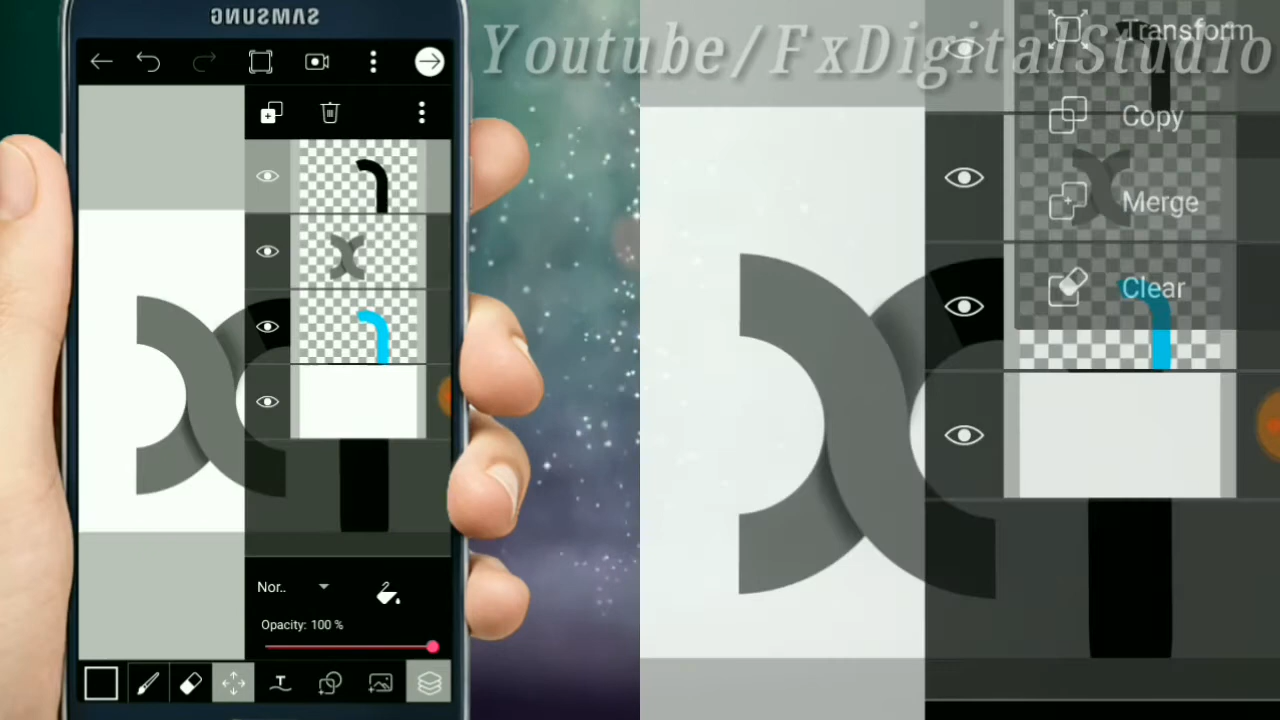 SAMSUNG
Youtube/FxDigitalStudio
Transform
Copy
Merge
Clear
Nor..
Opacity: 100 %